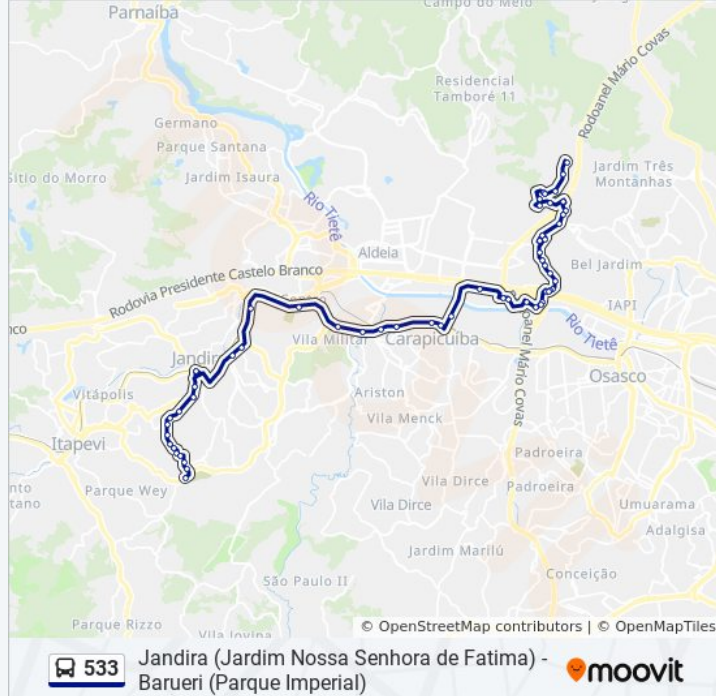 Parnaíba
Campo do Meio
Residencial
Tamboré 11
Rodoanel Mário Covas
Germano
Parque Santana
Jardim Isaura
Sitio do Morro
Jardim Três
Montanhas
Rio Tietê
Aldeia
Bel Jardim
Rodovia Presidente Castelo Branco
IAPI
nco
Vila Militar
Carapicuíba
Rio Tietê
Jandira
Osasco
Rodoanel Mário Covas
Vitápolis
Ariston
Vila Menck
Itapevi
Padroeira
Vila Dirce
Padroeira
Parque Wey
nto
itano
Vila Dirce
Umuarama
Adalgisa
Jardim Marilú
Conceição
São Paulo II
Parque Rizzo
Vila Jovina
© OpenStreetMap contributors | © OpenMapTiles
533
Jandira (Jardim Nossa Senhora de Fatima) -
Barueri (Parque Imperial)
moovit